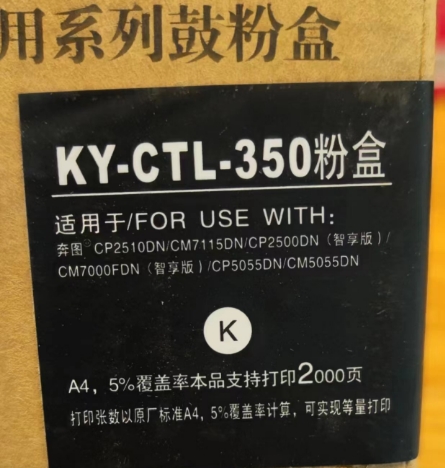 用系列鼓粉盒
KY-CTL-350粉盒
适用于/FOR USE WITH:
奔图® CP2510DN/CM7115DN/CP2500DN（智享版）/
CM7000FDN（智享版）/CP5055DN/CM5055DN
K
A4，5%覆盖率本品支持打印2000页
打印张数以原厂标准A4，5%覆盖率计算，可实现等量打印